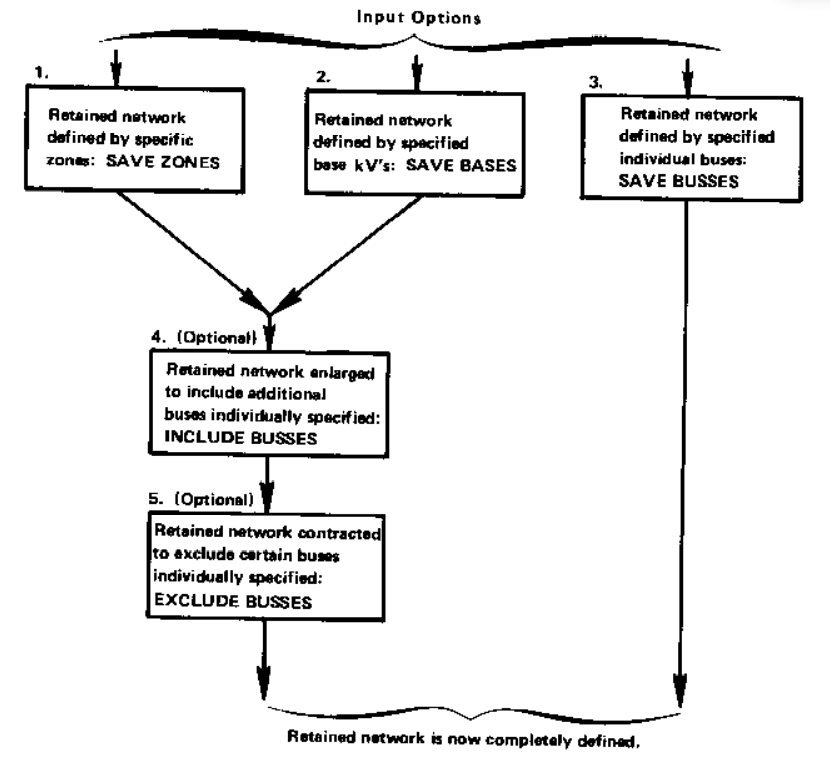 Input Options
1.
Retained network
defined by specific
zones: SAVE ZONES
2.
Retained network
defined by specified
base kV's: SAVE BASES
3.
Retained network
defined by specified
individual buses:
SAVE BUSSES
4. (Optional)
Retained network enlarged
to include additional
buses individually specified:
INCLUDE BUSSES
5. (Optional)
Retained network contracted
to exclude certain buses
individually specified:
EXCLUDE BUSSES
Retained network is now completely defined.